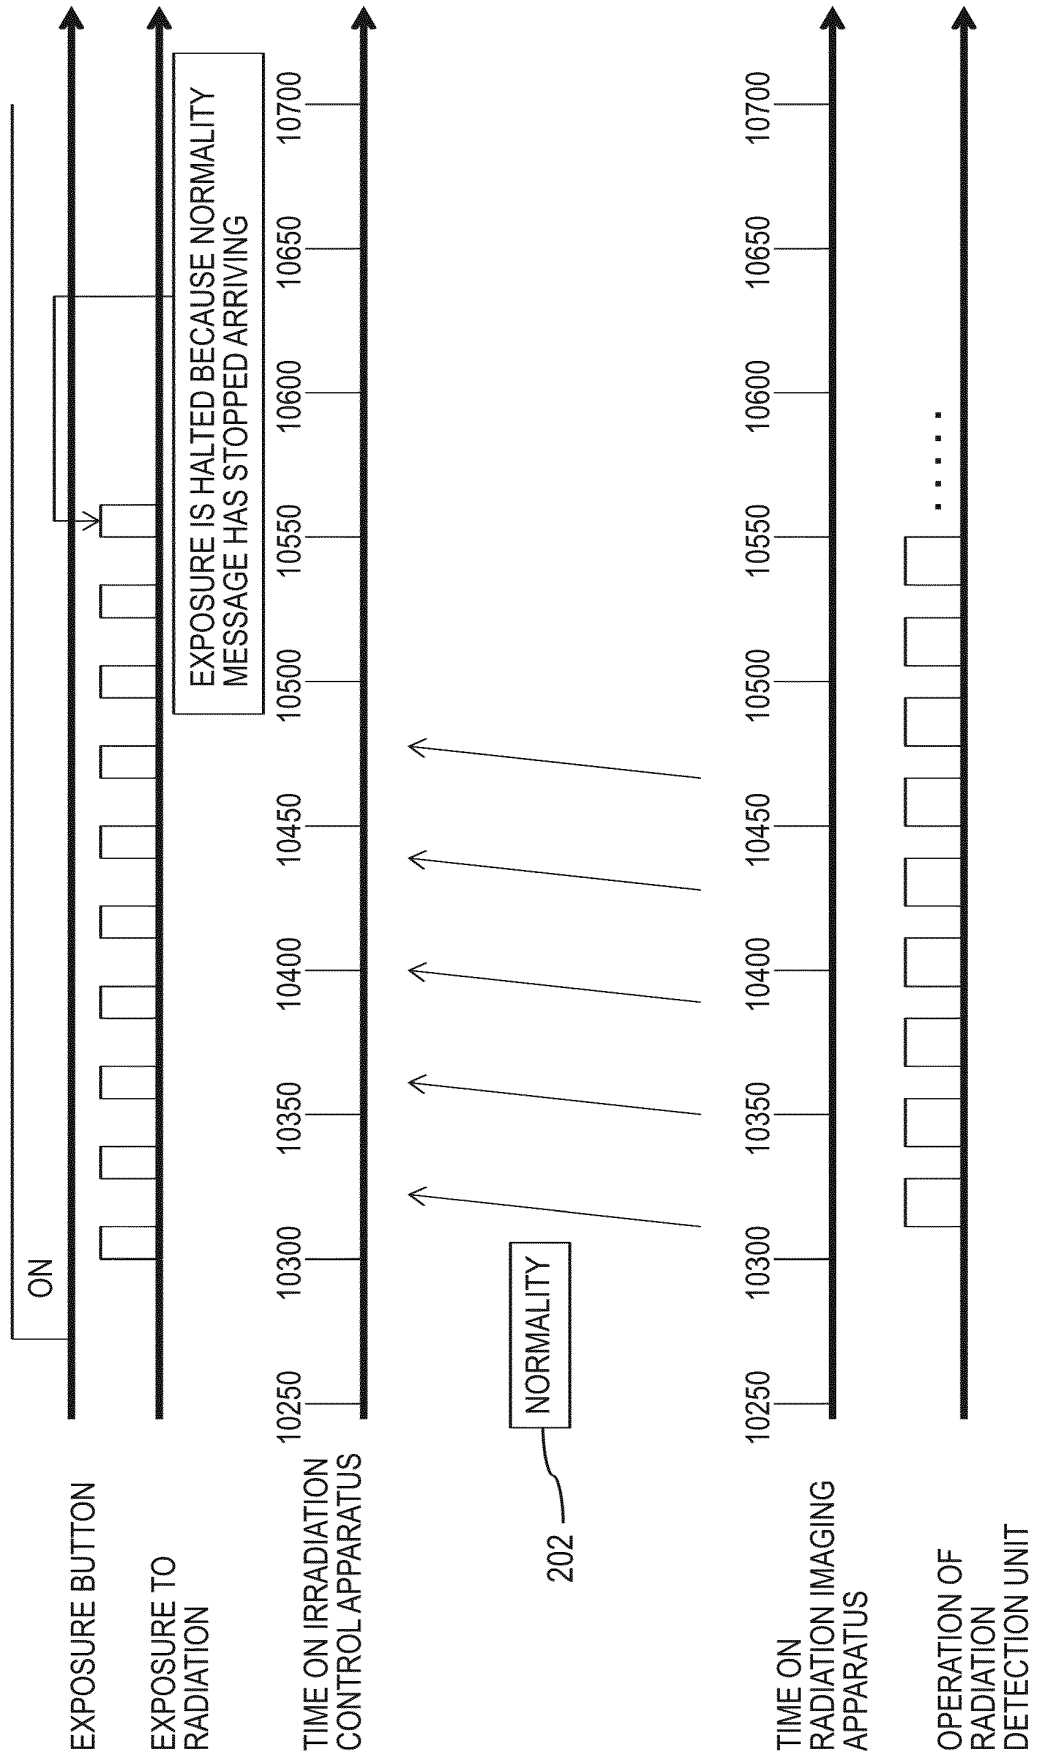 EXPOSURE BUTTON
ON
EXPOSURE TO
RADIATION
EXPOSURE IS HALTED BECAUSE NORMALITY
MESSAGE HAS STOPPED ARRIVING
TIME ON IRRADIATION
CONTROL APPARATUS
10250 10300 10350 10400 10450 10500 10550 10600 10650 10700
202
NORMALITY
TIME ON
RADIATION IMAGING
APPARATUS
10250 10300 10350 10400 10450 10500 10550 10600 10650 10700
OPERATION OF
RADIATION
DETECTION UNIT
.....